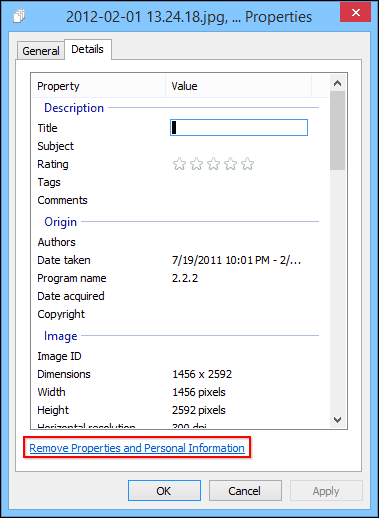 2012-02-01 13.24.18.jpg, ... Properties
General Details
Property Value
Description
Title
Subject
Rating
Tags
Comments
Origin
Authors
Date taken 7/19/2011 10:01 PM - 2/...
Program name 2.2.2
Date acquired
Copyright
Image
Image ID
Dimensions 1456 x 2592
Width 1456 pixels
Height 2592 pixels
Horizontal resolution 300 dpi
Remove Properties and Personal Information
OK Cancel Apply